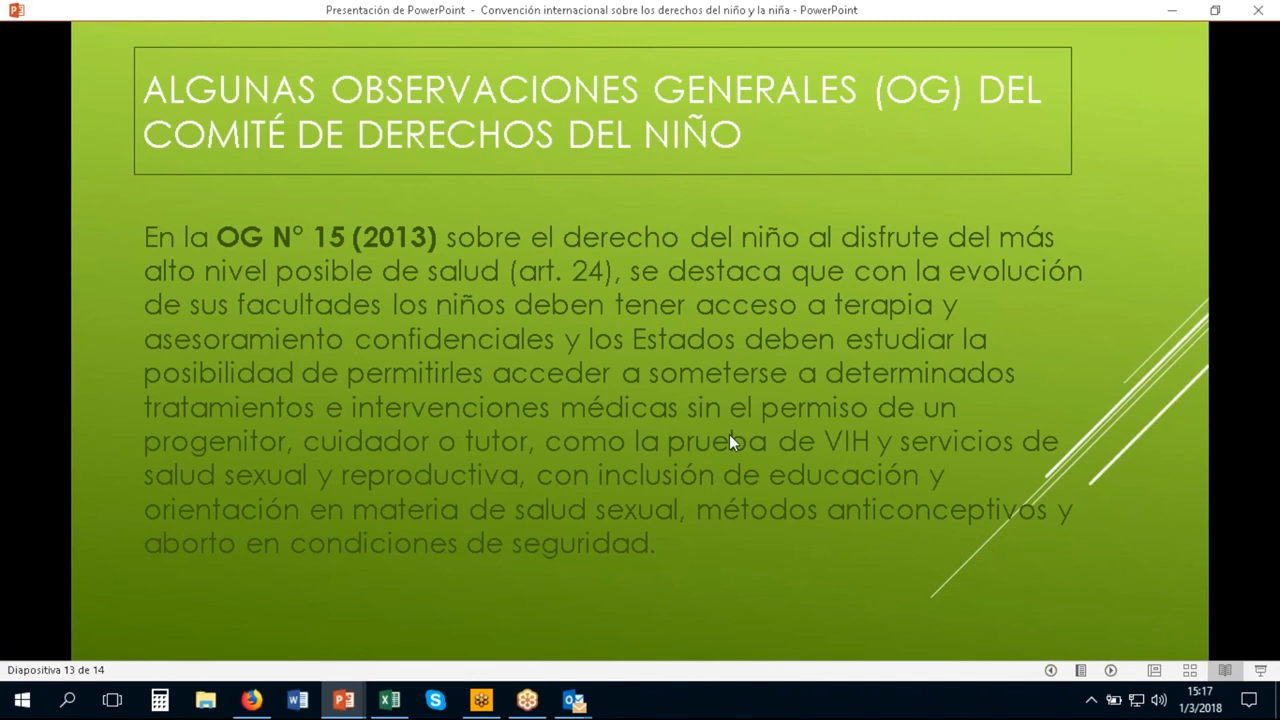 Presentación de PowerPoint - Convención internacional sobre los derechos del niño y la niña - PowerPoint
ALGUNAS OBSERVACIONES GENERALES (OG) DEL
COMITÉ DE DERECHOS DEL NIÑO
En la OG N° 15 (2013) sobre el derecho del niño al disfrute del más
alto nivel posible de salud (art. 24), se destaca que con la evolución
de sus facultades los niños deben tener acceso a terapia y
asesoramiento confidenciales y los Estados deben estudiar la
posibilidad de permitirles acceder a someterse a determinados
tratamientos e intervenciones médicas sin el permiso de un
progenitor, cuidador o tutor, como la prueba de VIH y servicios de
salud sexual y reproductiva, con inclusión de educación y
orientación en materia de salud sexual, métodos anticonceptivos y
aborto en condiciones de seguridad.
Diapositiva 13 de 14
15:17
1/3/2018